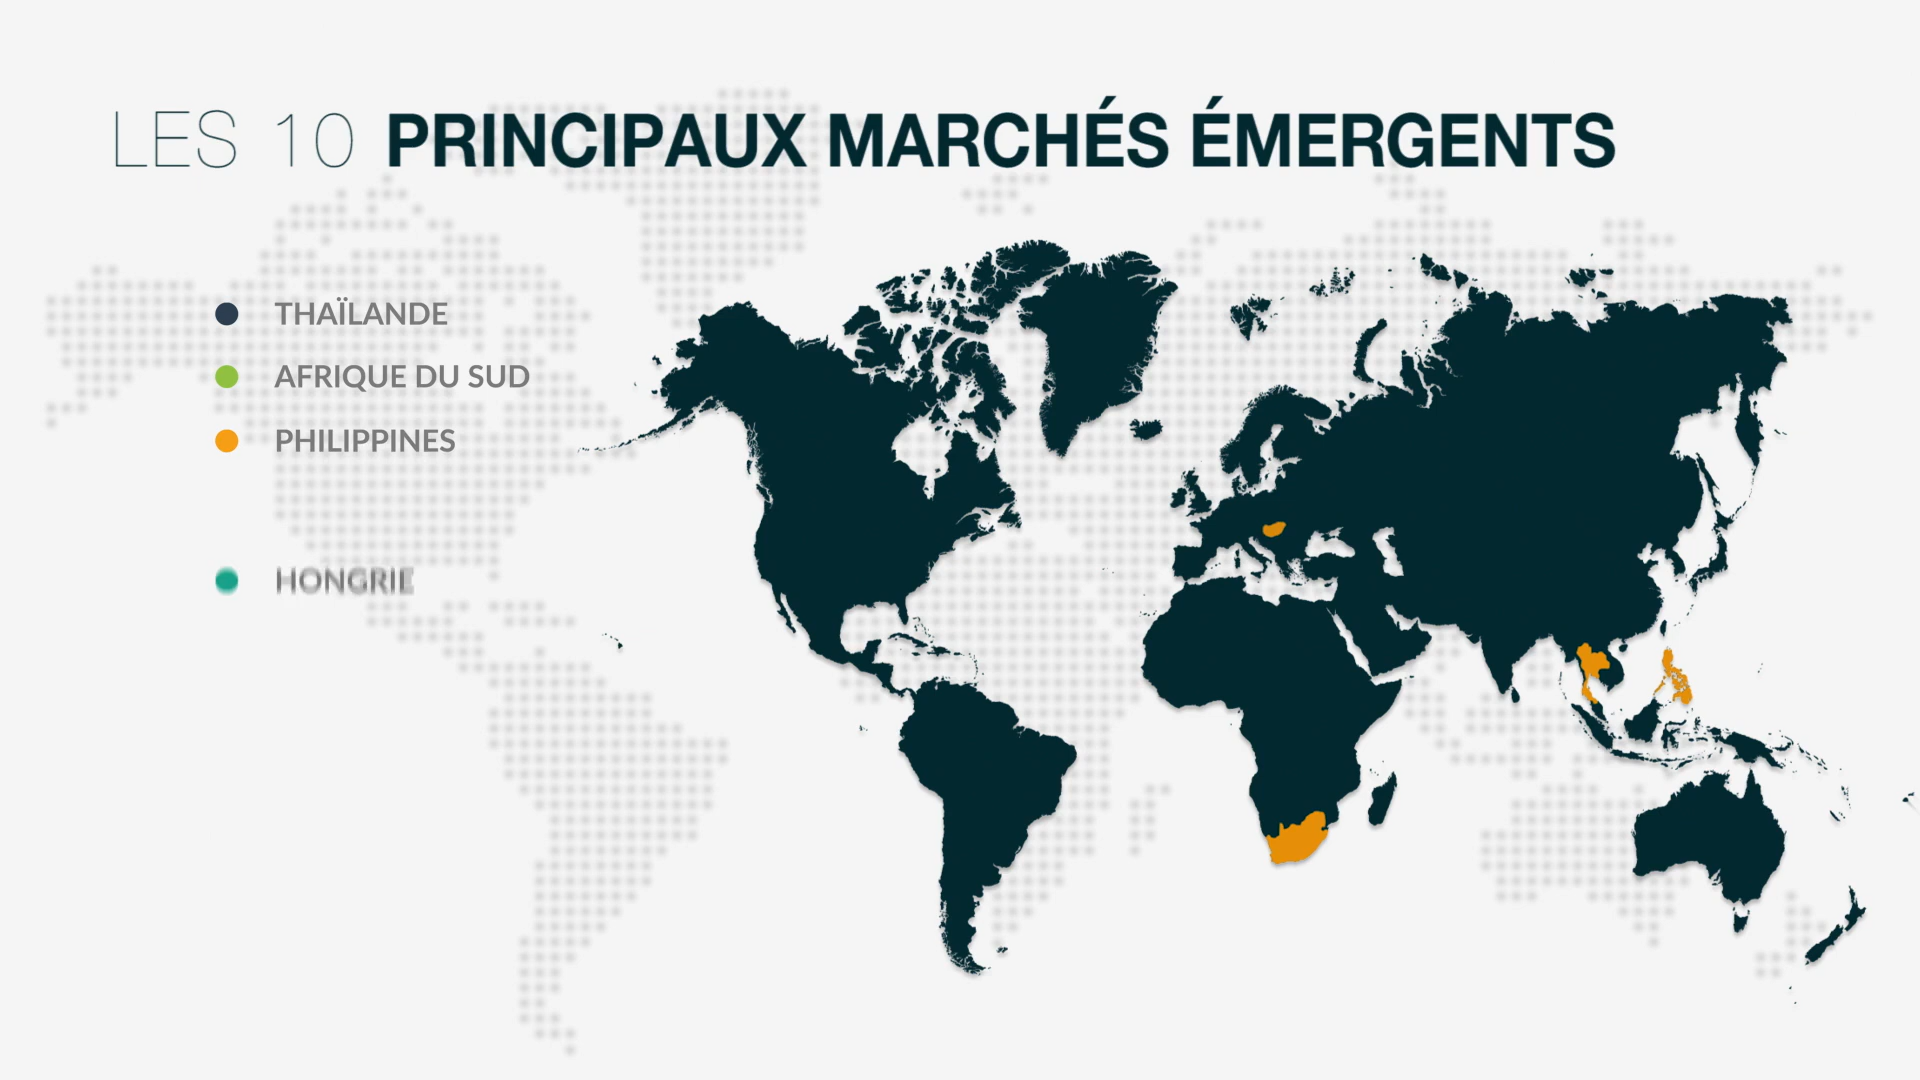 LES 10 PRINCIPAUX MARCHÉS ÉMERGENTS
THAÏLANDE
AFRIQUE DU SUD
PHILIPPINES
HONGRIE